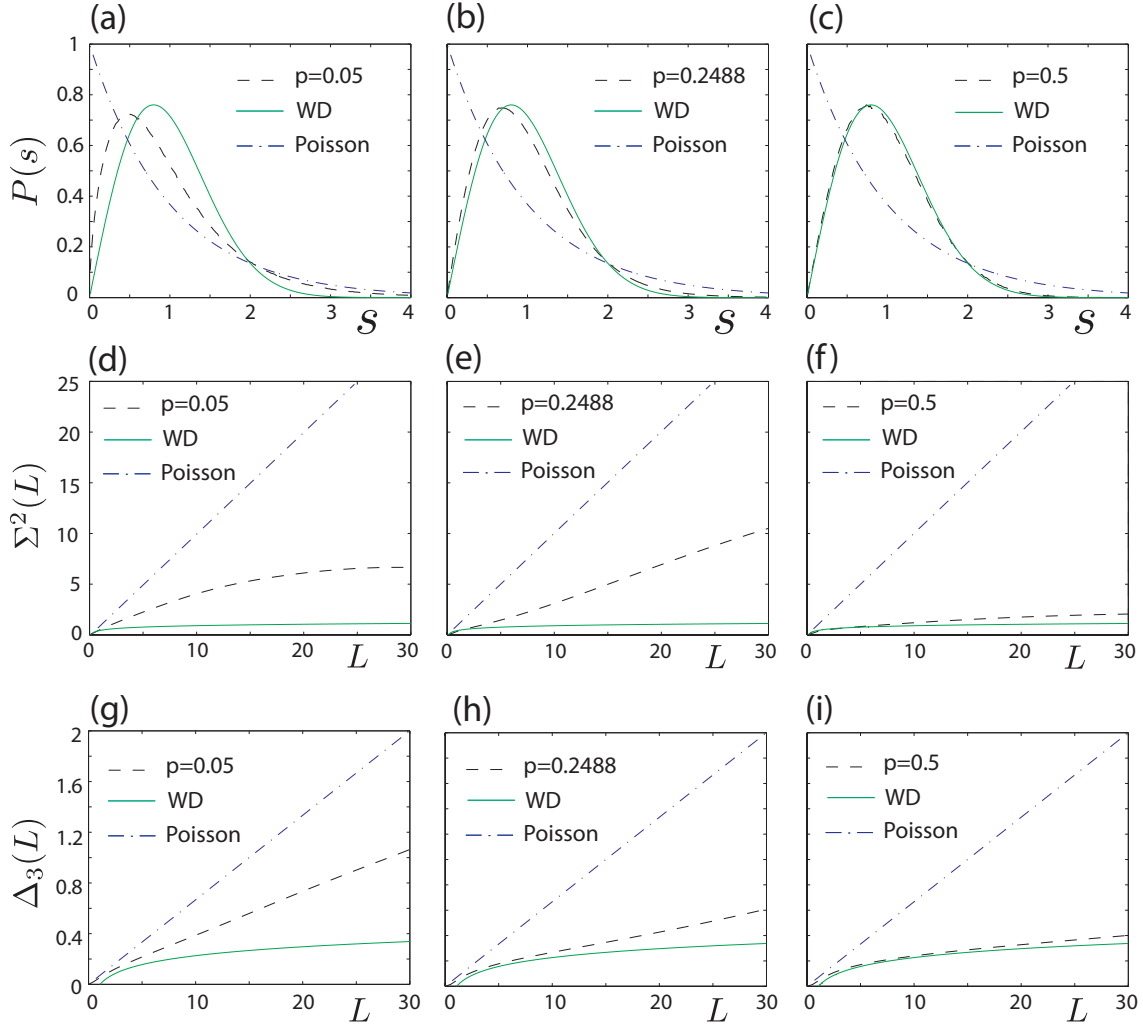 (a) (b) (c)
1
0.8
0.6
0.4
0.2
0
P(s)
p=0.05
WD
Poisson
p=0.2488
WD
Poisson
p=0.5
WD
Poisson
0 1 2 3 4
s
0 1 2 3 4
s
0 1 2 3 4
s
(d) (e) (f)
25
20
15
10
5
0
Σ²(L)
p=0.05
WD
Poisson
p=0.2488
WD
Poisson
p=0.5
WD
Poisson
0 10 20 30
L
0 10 20 30
L
0 10 20 30
L
(g) (h) (i)
2
1.6
1.2
0.8
0.4
0
Δ₃(L)
p=0.05
WD
Poisson
p=0.2488
WD
Poisson
p=0.5
WD
Poisson
0 10 20 30
L
0 10 20 30
L
0 10 20 30
L